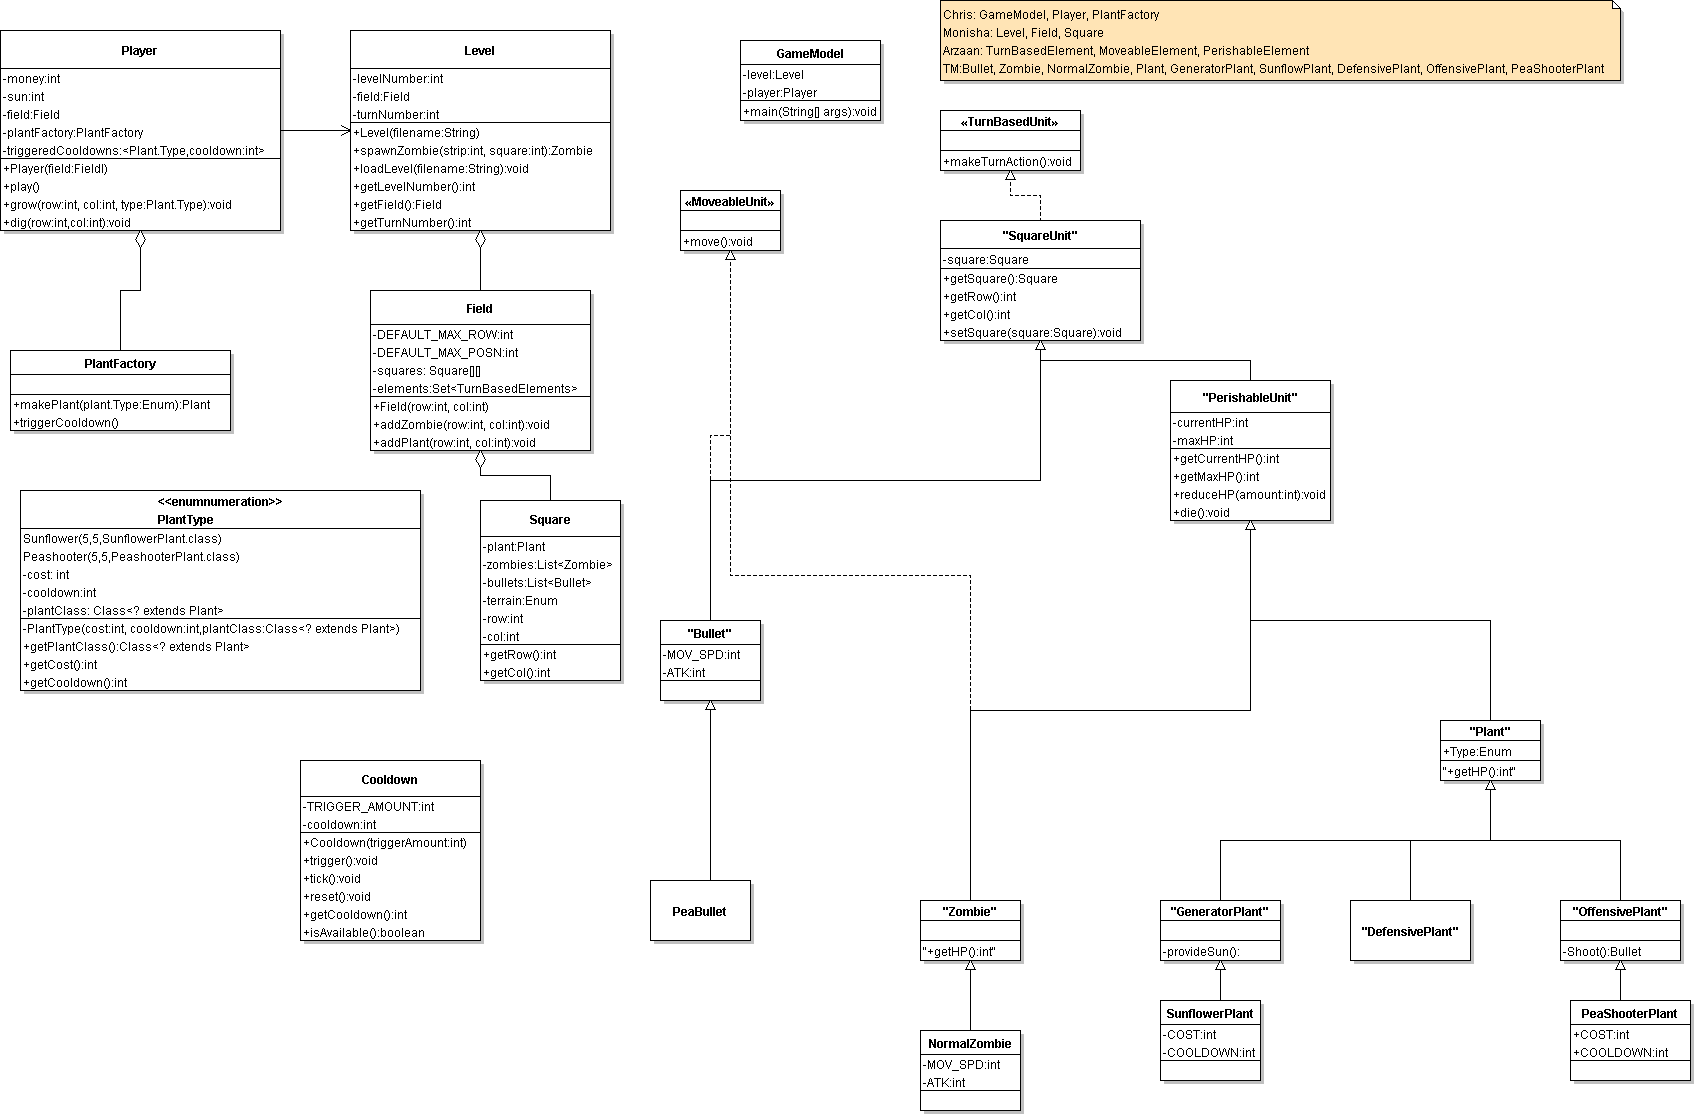 Chris: GameModel, Player, PlantFactory
Monisha: Level, Field, Square
Arzaan: TurnBasedElement, MoveableElement, PerishableElement
TM:Bullet, Zombie, NormalZombie, Plant, GeneratorPlant, SunflowPlant, DefensivePlant, OffensivePlant, PeaShooterPlant
Player
-money:int
-sun:int
-field:Field
-plantFactory:PlantFactory
-triggeredCooldowns:<Plant.Type,cooldown:int>
+Player(field:Fieldl)
+play()
+grow(row:int, col:int, type:Plant.Type):void
+dig(row:int,col:int):void
Level
-levelNumber:int
-field:Field
-turnNumber:int
+Level(filename:String)
+spawnZombie(strip:int, square:int):Zombie
+loadLevel(filename:String):void
+getLevelNumber():int
+getField():Field
+getTurnNumber():int
GameModel
-level:Level
-player:Player
+main(String[] args):void
«TurnBasedUnit»
+makeTurnAction():void
«MoveableUnit»
+move():void
"SquareUnit"
-square:Square
+getSquare():Square
+getRow():int
+getCol():int
+setSquare(square:Square):void
Field
-DEFAULT_MAX_ROW:int
-DEFAULT_MAX_POSN:int
-squares: Square[][]
-elements:Set<TurnBasedElements>
+Field(row:int, col:int)
+addZombie(row:int, col:int):void
+addPlant(row:int, col:int):void
PlantFactory
+makePlant(plant.Type:Enum):Plant
+triggerCooldown()
"PerishableUnit"
-currentHP:int
-maxHP:int
+getCurrentHP():int
+getMaxHP():int
+reduceHP(amount:int):void
+die():void
<<enumnumeration>>
PlantType
Sunflower(5,5,SunflowerPlant.class)
Peashooter(5,5,PeashooterPlant.class)
-cost: int
-cooldown:int
-plantClass: Class<? extends Plant>
-PlantType(cost:int, cooldown:int,plantClass:Class<? extends Plant>)
+getPlantClass():Class<? extends Plant>
+getCost():int
+getCooldown():int
Square
-plant:Plant
-zombies:List<Zombie>
-bullets:List<Bullet>
-terrain:Enum
-row:int
-col:int
+getRow():int
+getCol():int
"Bullet"
-MOV_SPD:int
-ATK:int
"Plant"
+Type:Enum
"+getHP():int"
Cooldown
-TRIGGER_AMOUNT:int
-cooldown:int
+Cooldown(triggerAmount:int)
+trigger():void
+tick():void
+reset():void
+getCooldown():int
+isAvailable():boolean
PeaBullet
"Zombie"
"+getHP():int"
"GeneratorPlant"
-provideSun():
"DefensivePlant"
"OffensivePlant"
-Shoot():Bullet
NormalZombie
-MOV_SPD:int
-ATK:int
SunflowerPlant
-COST:int
-COOLDOWN:int
PeaShooterPlant
+COST:int
+COOLDOWN:int